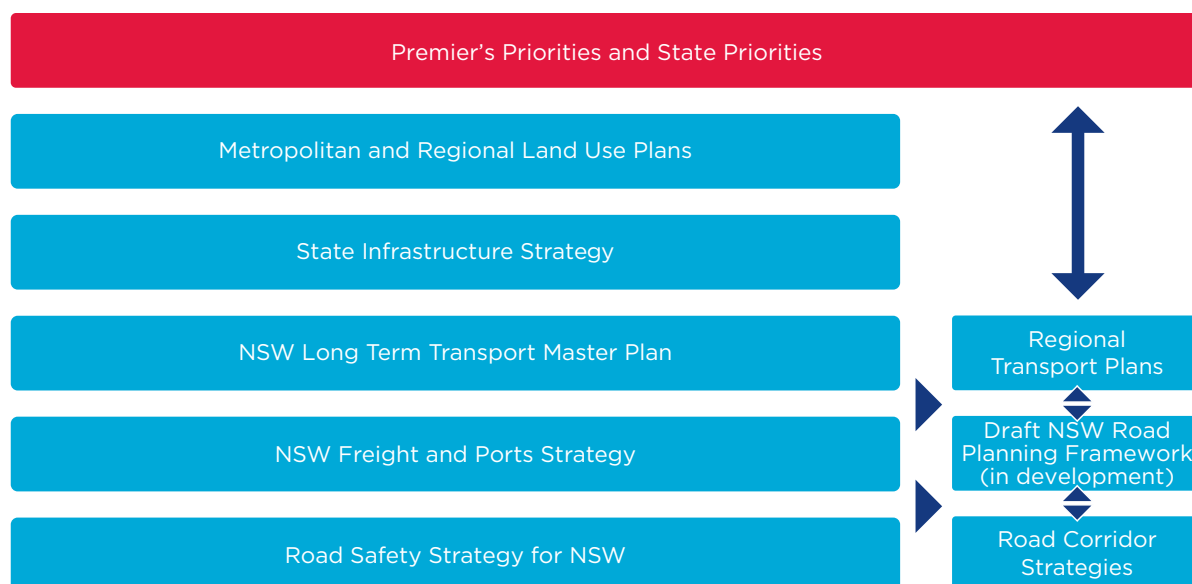 Premier’s Priorities and State Priorities
Metropolitan and Regional Land Use Plans
State Infrastructure Strategy
NSW Long Term Transport Master Plan
NSW Freight and Ports Strategy
Road Safety Strategy for NSW
Regional
Transport Plans
Draft NSW Road
Planning Framework
(in development)
Road Corridor
Strategies